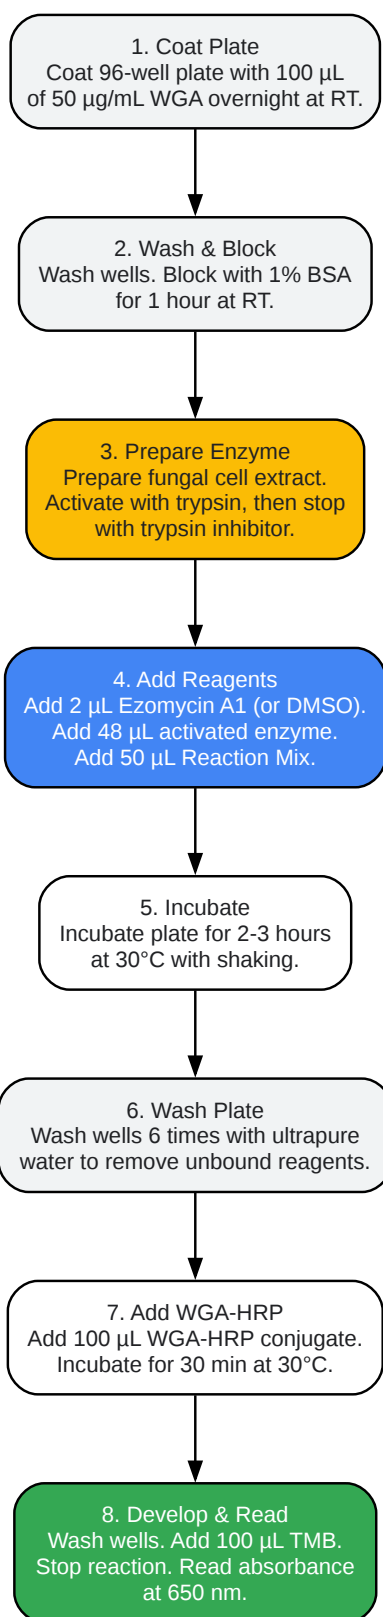 1. Coat Plate
Coat 96-well plate with 100 µL
of 50 µg/mL WGA overnight at RT.
2. Wash & Block
Wash wells. Block with 1% BSA
for 1 hour at RT.
3. Prepare Enzyme
Prepare fungal cell extract.
Activate with trypsin, then stop
with trypsin inhibitor.
4. Add Reagents
Add 2 µL Ezomycin A1 (or DMSO).
Add 48 µL activated enzyme.
Add 50 µL Reaction Mix.
5. Incubate
Incubate plate for 2-3 hours
at 30°C with shaking.
6. Wash Plate
Wash wells 6 times with ultrapure
water to remove unbound reagents.
7. Add WGA-HRP
Add 100 µL WGA-HRP conjugate.
Incubate for 30 min at 30°C.
8. Develop & Read
Wash wells. Add 100 µL TMB.
Stop reaction. Read absorbance
at 650 nm.